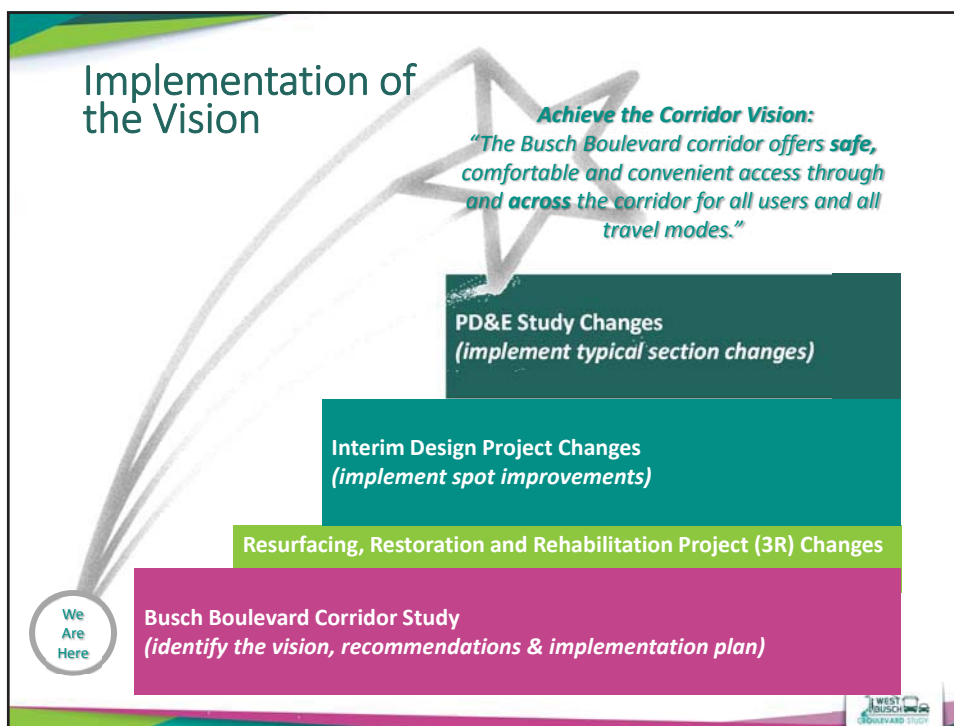 Implementation of
the Vision
Achieve the Corridor Vision:
“The Busch Boulevard corridor offers safe,
comfortable and convenient access through
and across the corridor for all users and all
travel modes.”
PD&E Study Changes
(implement typical section changes)
Interim Design Project Changes
(implement spot improvements)
Resurfacing, Restoration and Rehabilitation Project (3R) Changes
Busch Boulevard Corridor Study
(identify the vision, recommendations & implementation plan)
We
Are
Here
WEST
BUSCH
BOULEVARD STUDY